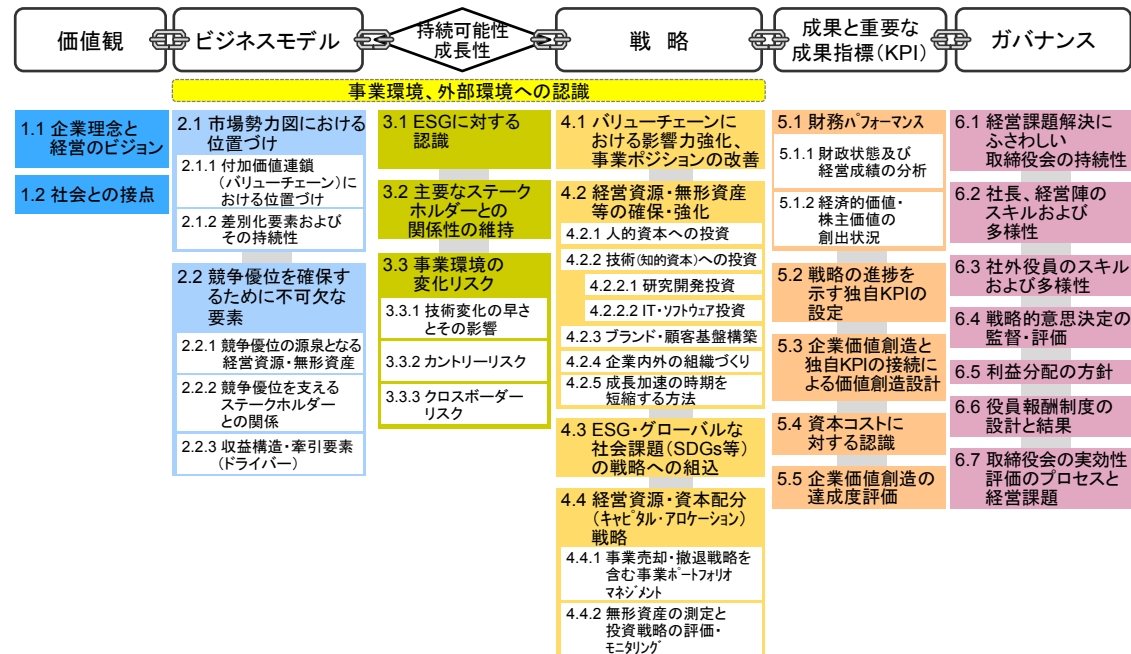 価値観
ビジネスモデル
持続可能性
成長性
戦 略
成果と重要な
成果指標(KPI)
ガバナンス
事業環境、外部環境への認識
1.1 企業理念と
経営のビジョン
1.2 社会との接点
2.1 市場勢力図における
位置づけ
2.1.1 付加価値連鎖
(バリューチェーン)に
おける位置づけ
2.1.2 差別化要素および
その持続性
2.2 競争優位を確保す
るために不可欠な
要素
2.2.1 競争優位の源泉となる
経営資源・無形資産
2.2.2 競争優位を支える
ステークホルダー
との関係
2.2.3 収益構造・牽引要素
(ドライバー)
3.1 ESGに対する
認識
3.2 主要なステーク
ホルダーとの
関係性の維持
3.3 事業環境の
変化リスク
3.3.1 技術変化の早さ
とその影響
3.3.2 カントリーリスク
3.3.3 クロスボーダー
リスク
4.1 バリューチェーンに
おける影響力強化、
事業ポジションの改善
4.2 経営資源・無形資産
等の確保・強化
4.2.1 人的資本への投資
4.2.2 技術(知的資本)への投資
4.2.2.1 研究開発投資
4.2.2.2 IT・ソフトウェア投資
4.2.3 ブランド・顧客基盤構築
4.2.4 企業内外の組織づくり
4.2.5 成長加速の時期を
短縮する方法
4.3 ESG・グローバルな
社会課題(SDGs等)
の戦略への組込
4.4 経営資源・資本配分
(キャピタル・アロケーション)
戦略
4.4.1 事業売却・撤退戦略を
含む事業ポートフォリオ
マネジメント
4.4.2 無形資産の測定と
投資戦略の評価・
モニタリング
5.1 財務パフォーマンス
5.1.1 財政状態及び
経営成績の分析
5.1.2 経済的価値・
株主価値の
創出状況
5.2 戦略の進捗を
示す独自KPIの
設定
5.3 企業価値創造と
独自KPIの接続
による価値創造設計
5.4 資本コストに
対する認識
5.5 企業価値創造の
達成度評価
6.1 経営課題解決に
ふさわしい
取締役会の持続性
6.2 社長、経営陣の
スキルおよび
多様性
6.3 社外役員のスキル
および多様性
6.4 戦略的意思決定の
監督・評価
6.5 利益分配の方針
6.6 役員報酬制度の
設計と結果
6.7 取締役会の実効性
評価のプロセスと
経営課題